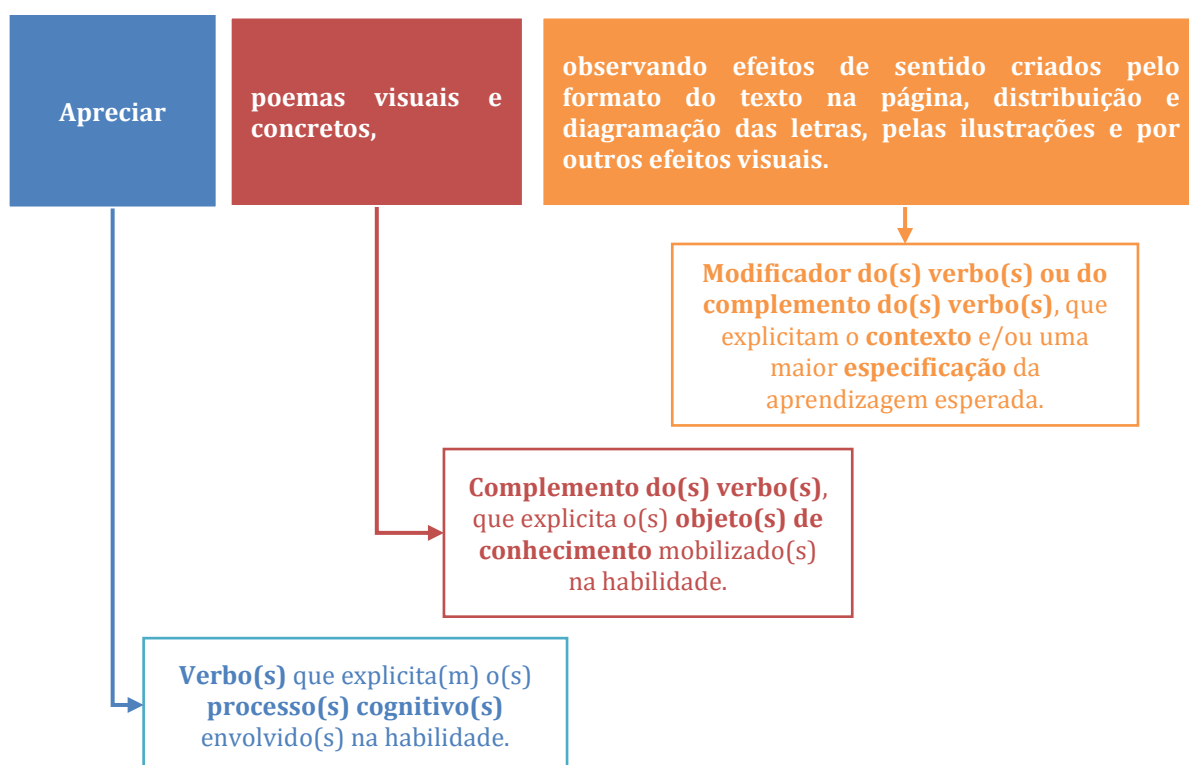 Apreciar
poemas visuais e
concretos,
observando efeitos de sentido criados pelo
formato do texto na página, distribuição e
diagramação das letras, pelas ilustrações e por
outros efeitos visuais.
Modificador do(s) verbo(s) ou do
complemento do(s) verbo(s), que
explicitam o contexto e/ou uma
maior especificação da
aprendizagem esperada.
Complemento do(s) verbo(s),
que explicita o(s) objeto(s) de
conhecimento mobilizado(s)
na habilidade.
Verbo(s) que explicita(m) o(s)
processo(s) cognitivo(s)
envolvido(s) na habilidade.